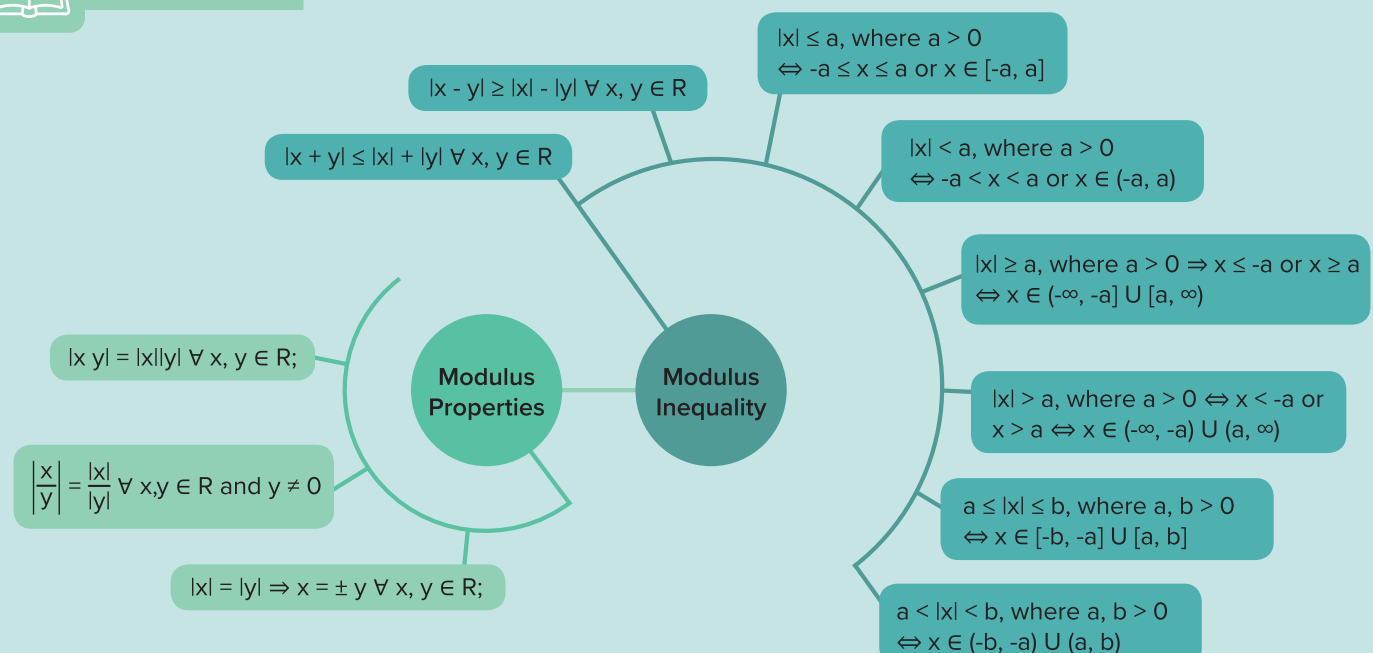 |x| ≤ a, where a > 0
⇔ -a ≤ x ≤ a or x ∈ [-a, a]
|x - y| ≥ |x| - |y| ∀ x, y ∈ R
|x + y| ≤ |x| + |y| ∀ x, y ∈ R
|x| < a, where a > 0
⇔ -a < x < a or x ∈ (-a, a)
|x| ≥ a, where a > 0 ⇒ x ≤ -a or x ≥ a
⇔ x ∈ (-∞, -a] U [a, ∞)
|x| > a, where a > 0 ⇔ x < -a or
x > a ⇔ x ∈ (-∞, -a) U (a, ∞)
a ≤ |x| ≤ b, where a, b > 0
⇔ x ∈ [-b, -a] U [a, b]
a < |x| < b, where a, b > 0
⇔ x ∈ (-b, -a) U (a, b)
Modulus
Inequality
Modulus
Properties
|x y| = |x||y| ∀ x, y ∈ R;
|x/y| = |x|/|y| ∀ x,y ∈ R and y ≠ 0
|x| = |y| ⇒ x = ± y ∀ x, y ∈ R;